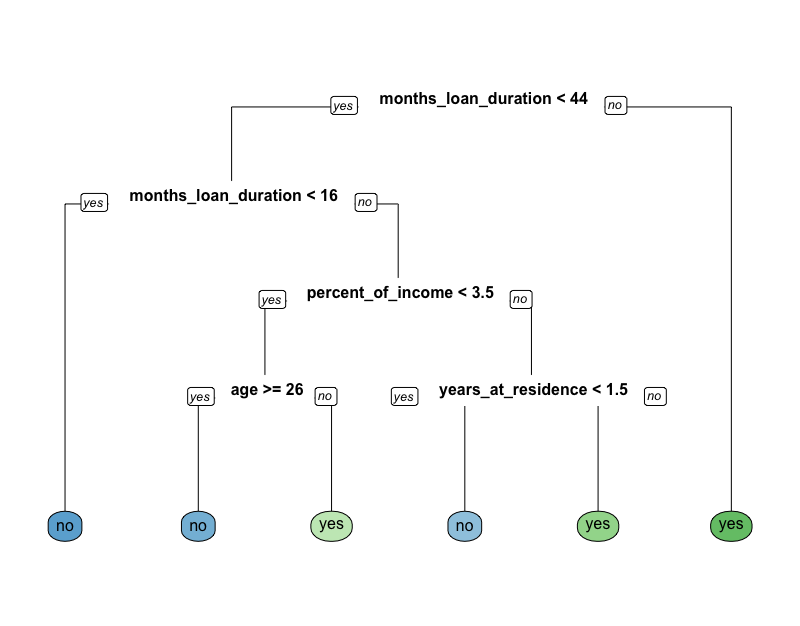 yes months_loan_duration < 44 no
yes months_loan_duration < 16 no
yes percent_of_income < 3.5 no
yes age >= 26 no yes years_at_residence < 1.5 no
no no yes no yes yes